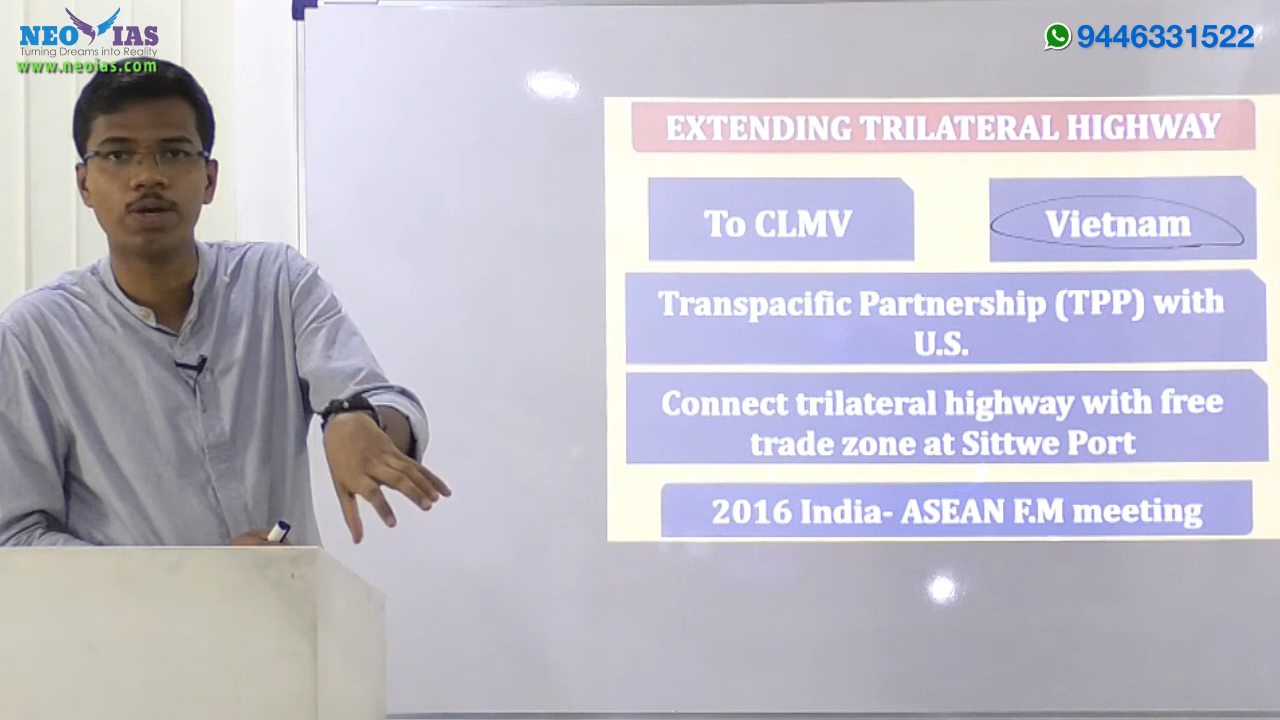 NEO IAS
Turning Dreams into Reality
www.neoias.com
9446331522
EXTENDING TRILATERAL HIGHWAY
To CLMV
Vietnam
Transpacific Partnership (TPP) with
U.S.
Connect trilateral highway with free
trade zone at Sittwe Port
2016 India- ASEAN F.M meeting